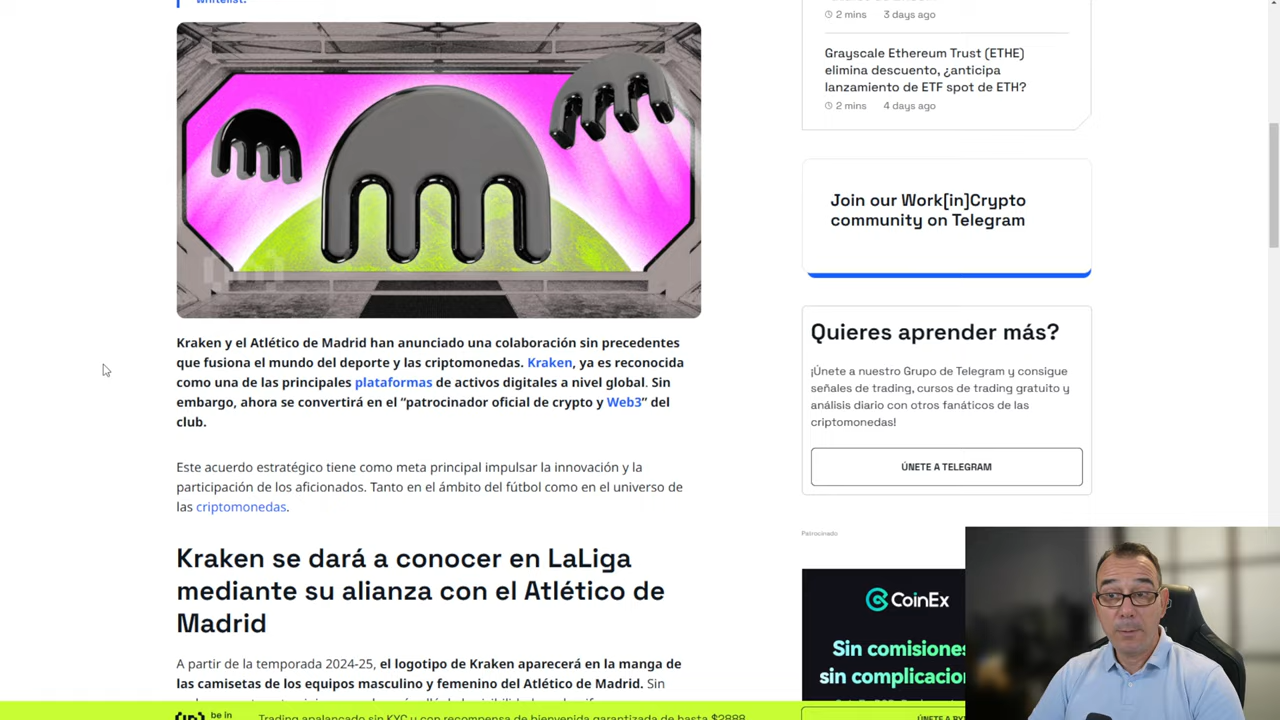 whitelist.
Kraken y el Atlético de Madrid han anunciado una colaboración sin precedentes
que fusiona el mundo del deporte y las criptomonedas. Kraken, ya es reconocida
como una de las principales plataformas de activos digitales a nivel global. Sin
embargo, ahora se convertirá en el “patrocinador oficial de crypto y Web3” del
club.
Este acuerdo estratégico tiene como meta principal impulsar la innovación y la
participación de los aficionados. Tanto en el ámbito del fútbol como en el universo de
las criptomonedas.
Kraken se dará a conocer en LaLiga
mediante su alianza con el Atlético de
Madrid
A partir de la temporada 2024-25, el logotipo de Kraken aparecerá en la manga de
las camisetas de los equipos masculino y femenino del Atlético de Madrid. Sin
2 mins 3 days ago
Grayscale Ethereum Trust (ETHE)
elimina descuento, ¿anticipa
lanzamiento de ETF spot de ETH?
2 mins 4 days ago
Join our Work[in]Crypto
community on Telegram
Quieres aprender más?
¡Únete a nuestro Grupo de Telegram y consigue
señales de trading, cursos de trading gratuito y
análisis diario con otros fanáticos de las
criptomonedas!
ÚNETE A TELEGRAM
Patrocinado
CoinEx
Sin comisiones
sin complicacion
be in
Trading apalancado sin KYC y con recompensa de bienvenida garantizada de hasta $2888